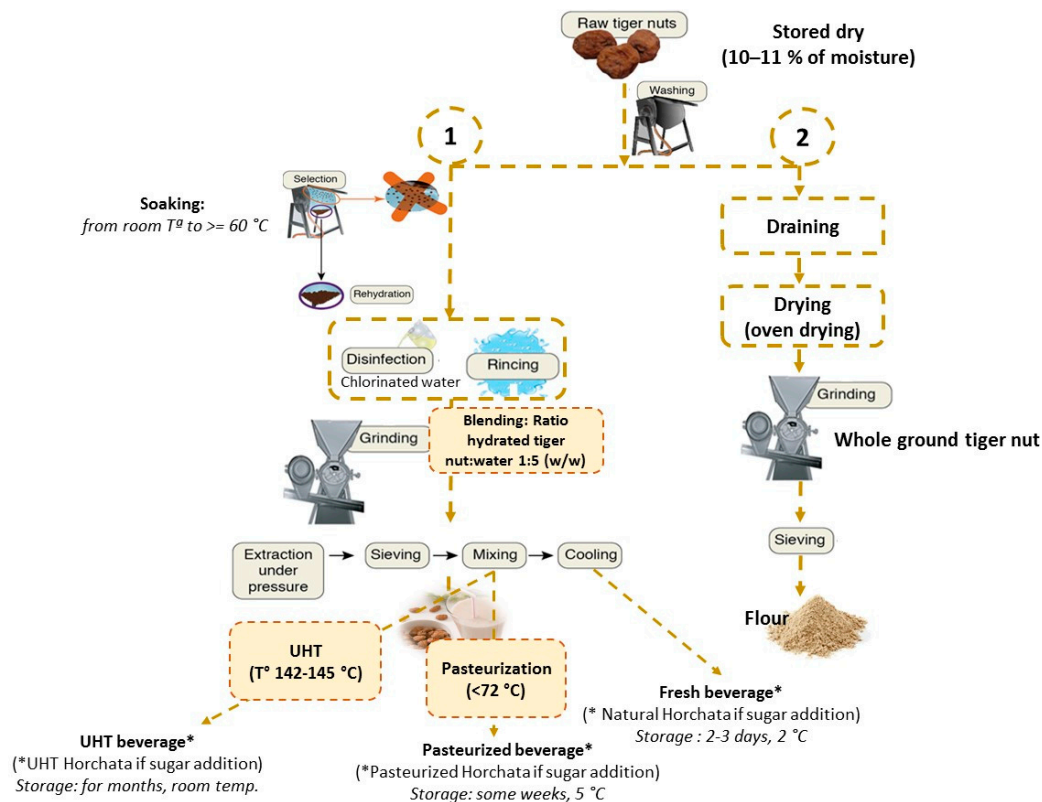 Raw tiger nuts
Stored dry
(10–11 % of moisture)
Washing
1
2
Selection
Soaking:
from room Tª to >= 60 °C
Rehydration
Draining
Drying
(oven drying)
Disinfection
Chlorinated water
Rincing
Grinding
Blending: Ratio
hydrated tiger
nut:water 1:5 (w/w)
Grinding
Whole ground tiger nut
Extraction
under
pressure
Sieving
Mixing
Cooling
Sieving
Flour
UHT
(T° 142-145 °C)
Pasteurization
(<72 °C)
Fresh beverage*
(* Natural Horchata if sugar addition)
Storage : 2-3 days, 2 °C
UHT beverage*
(*UHT Horchata if sugar addition)
Storage: for months, room temp.
Pasteurized beverage*
(*Pasteurized Horchata if sugar addition)
Storage: some weeks, 5 °C